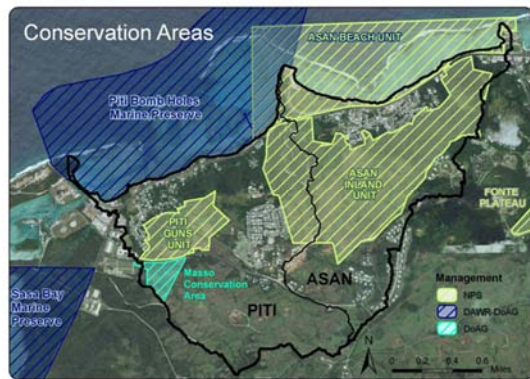 Conservation Areas
ASAN BEACH UNIT
Piti Bomb Holes
Marine Preserve
ASAN
INLAND
UNIT
FONTE
PLATEAU
PITI
GUNS
UNIT
Masso
Conservation
Area
ASAN
PITI
Sasa Bay
Marine
Preserve
Management
NPS
DAWR-DoAG
DoAG
N
0 0.2 0.4 0.8
Miles